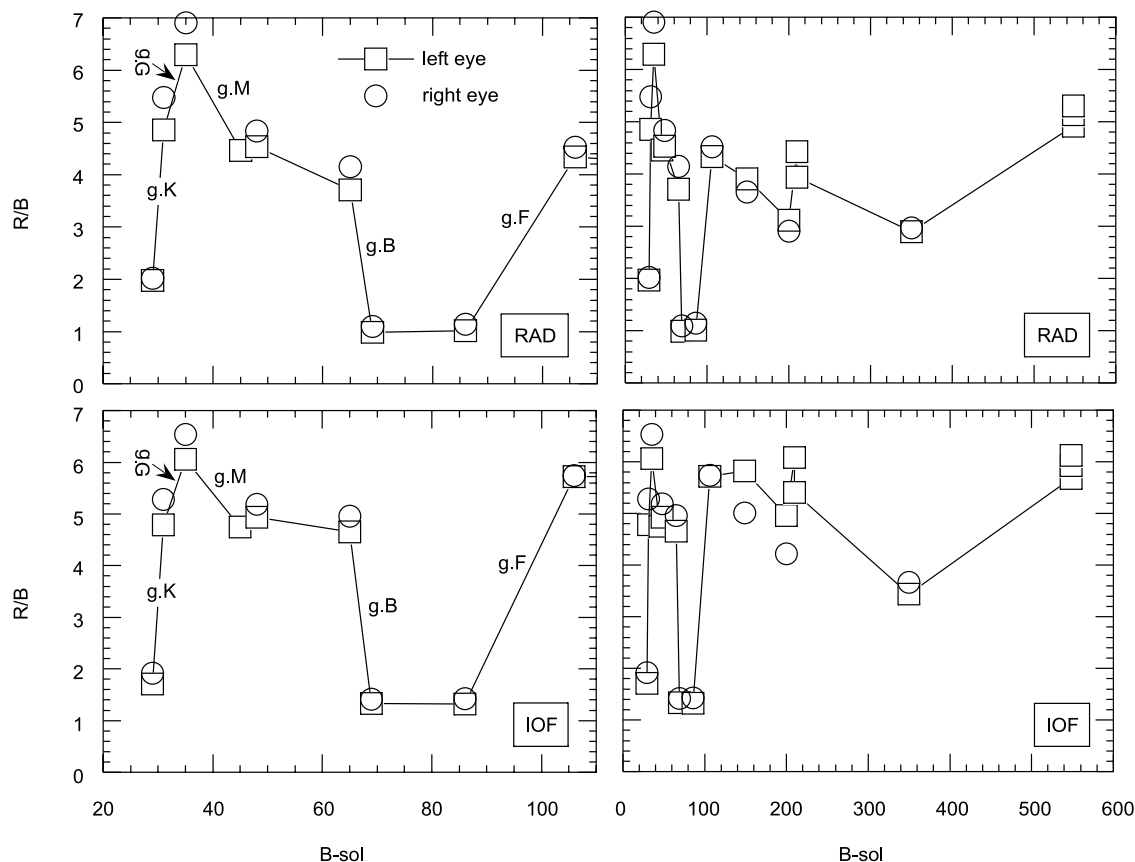 7
6
5
4
3
2
1
0
R/B
g.G
g.K
g.M
g.B
g.F
left eye
right eye
RAD
RAD
7
6
5
4
3
2
1
0
R/B
g.G
g.K
g.M
g.B
g.F
IOF
IOF
20 40 60 80 100
0 100 200 300 400 500 600
B-sol
B-sol